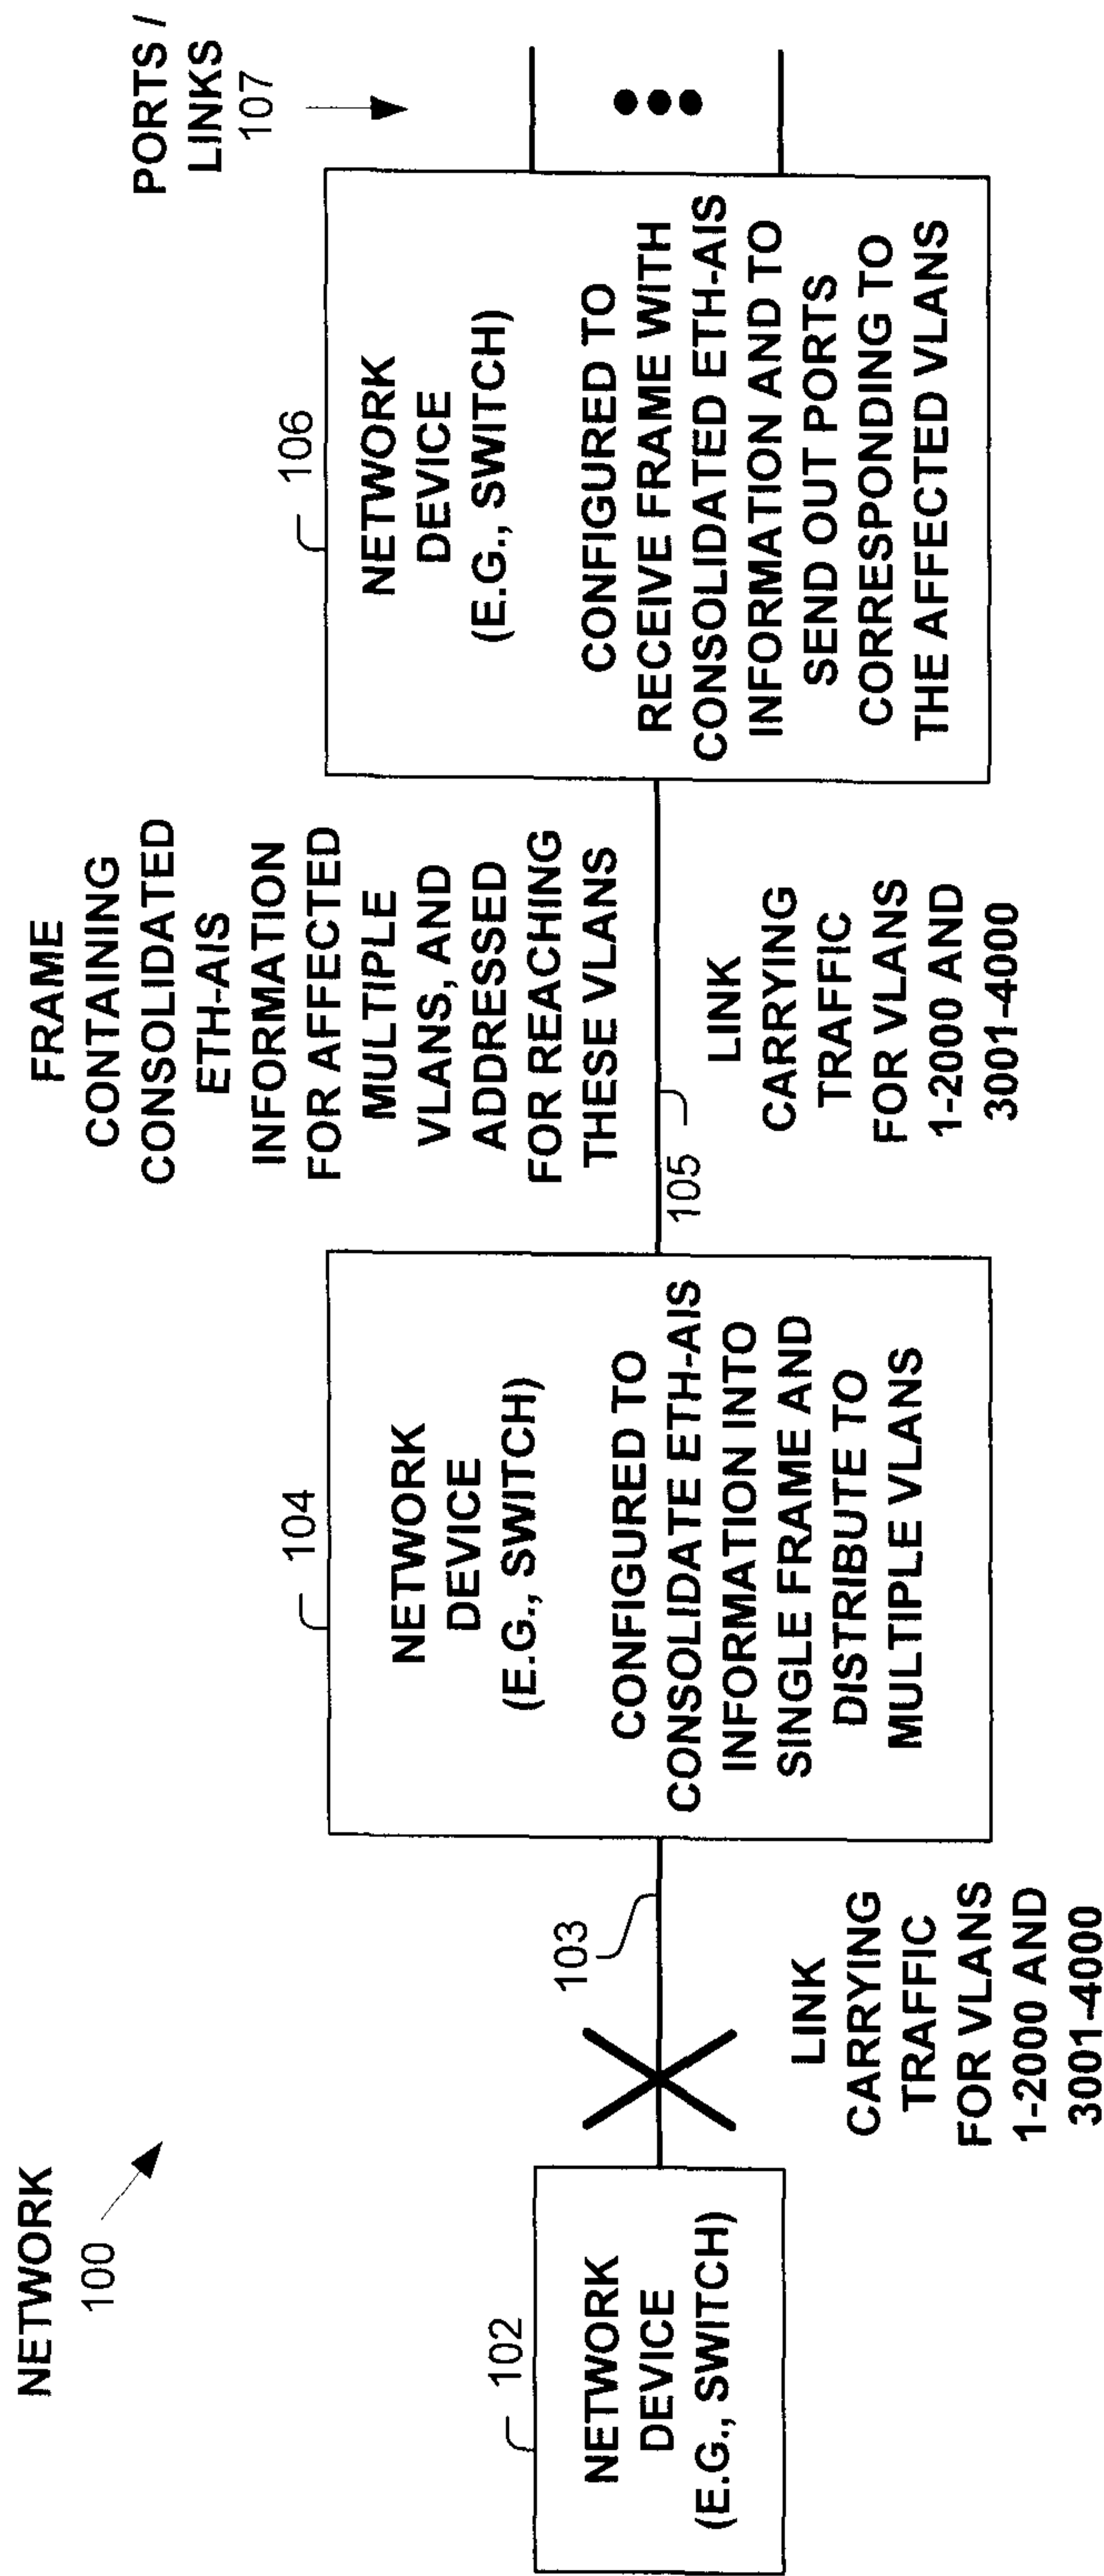 NETWORK
100
102
NETWORK
DEVICE
(E.G., SWITCH)
103
LINK
CARRYING
TRAFFIC
FOR VLANS
1-2000 AND
3001-4000
104
NETWORK
DEVICE
(E.G., SWITCH)
CONFIGURED TO
CONSOLIDATE ETH-AIS
INFORMATION INTO
SINGLE FRAME AND
DISTRIBUTE TO
MULTIPLE VLANS
FRAME
CONTAINING
CONSOLIDATED
ETH-AIS
INFORMATION
FOR AFFECTED
MULTIPLE
VLANS, AND
ADDRESSED
FOR REACHING
THESE VLANS
105
LINK
CARRYING
TRAFFIC
FOR VLANS
1-2000 AND
3001-4000
106
NETWORK
DEVICE
(E.G., SWITCH)
CONFIGURED TO
RECEIVE FRAME WITH
CONSOLIDATED ETH-AIS
INFORMATION AND TO
SEND OUT PORTS
CORRESPONDING TO
THE AFFECTED VLANS
PORTS /
LINKS
107